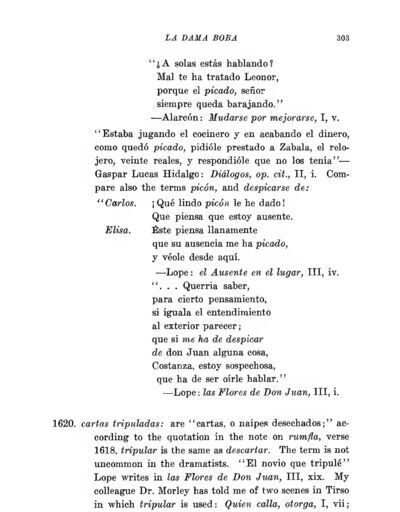 LA DAMA BOBA 303
"¿A solas estás hablando?
Mal te ha tratado Leonor,
porque el picado, señor
siempre queda barajando."
—Alarcón: Mudarse por mejorarse, I, v.
"Estaba jugando el cocinero y en acabando el dinero,
como quedó picado, pidióle prestado a Zabala, el relo-
jero, veinte reales, y respondióle que no los tenía"—
Gaspar Lucas Hidalgo: Diálogos, op. cit., II, i. Com-
pare also the terms picón, and despicarse de:
"Carlos. ¡Qué lindo picón le he dado!
Que piensa que estoy ausente.
Elisa. Éste piensa llanamente
que su ausencia me ha picado,
y véole desde aquí.
—Lope: el Ausente en el lugar, III, iv.
". . . Querria saber,
para cierto pensamiento,
si iguala el entendimiento
al exterior parecer;
que si me ha de despicar
de don Juan alguna cosa,
Costanza, estoy sospechosa,
que ha de ser oírle hablar."
—Lope: las Flores de Don Juan, III, i.
1620. cartas tripuladas: are "cartas, o naipes desechados;" ac-
cording to the quotation in the note on rumfla, verse
1618, tripular is the same as descartar. The term is not
uncommon in the dramatists. "El novio que tripulé"
Lope writes in las Flores de Don Juan, III, xix. My
colleague Dr. Morley has told me of two scenes in Tirso
in which tripular is used: Quien calla, otorga, I, vii;